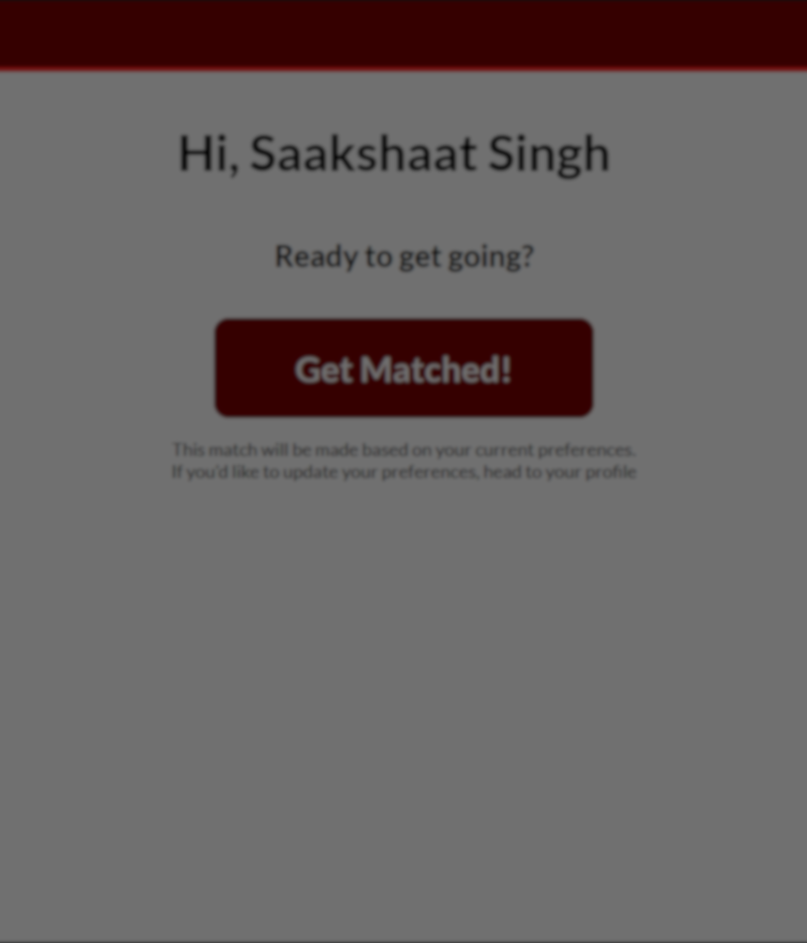 Hi, Saakshaat Singh
Ready to get going?
Get Matched!
This match will be made based on your current preferences.
If you'd like to update your preferences, head to your profile